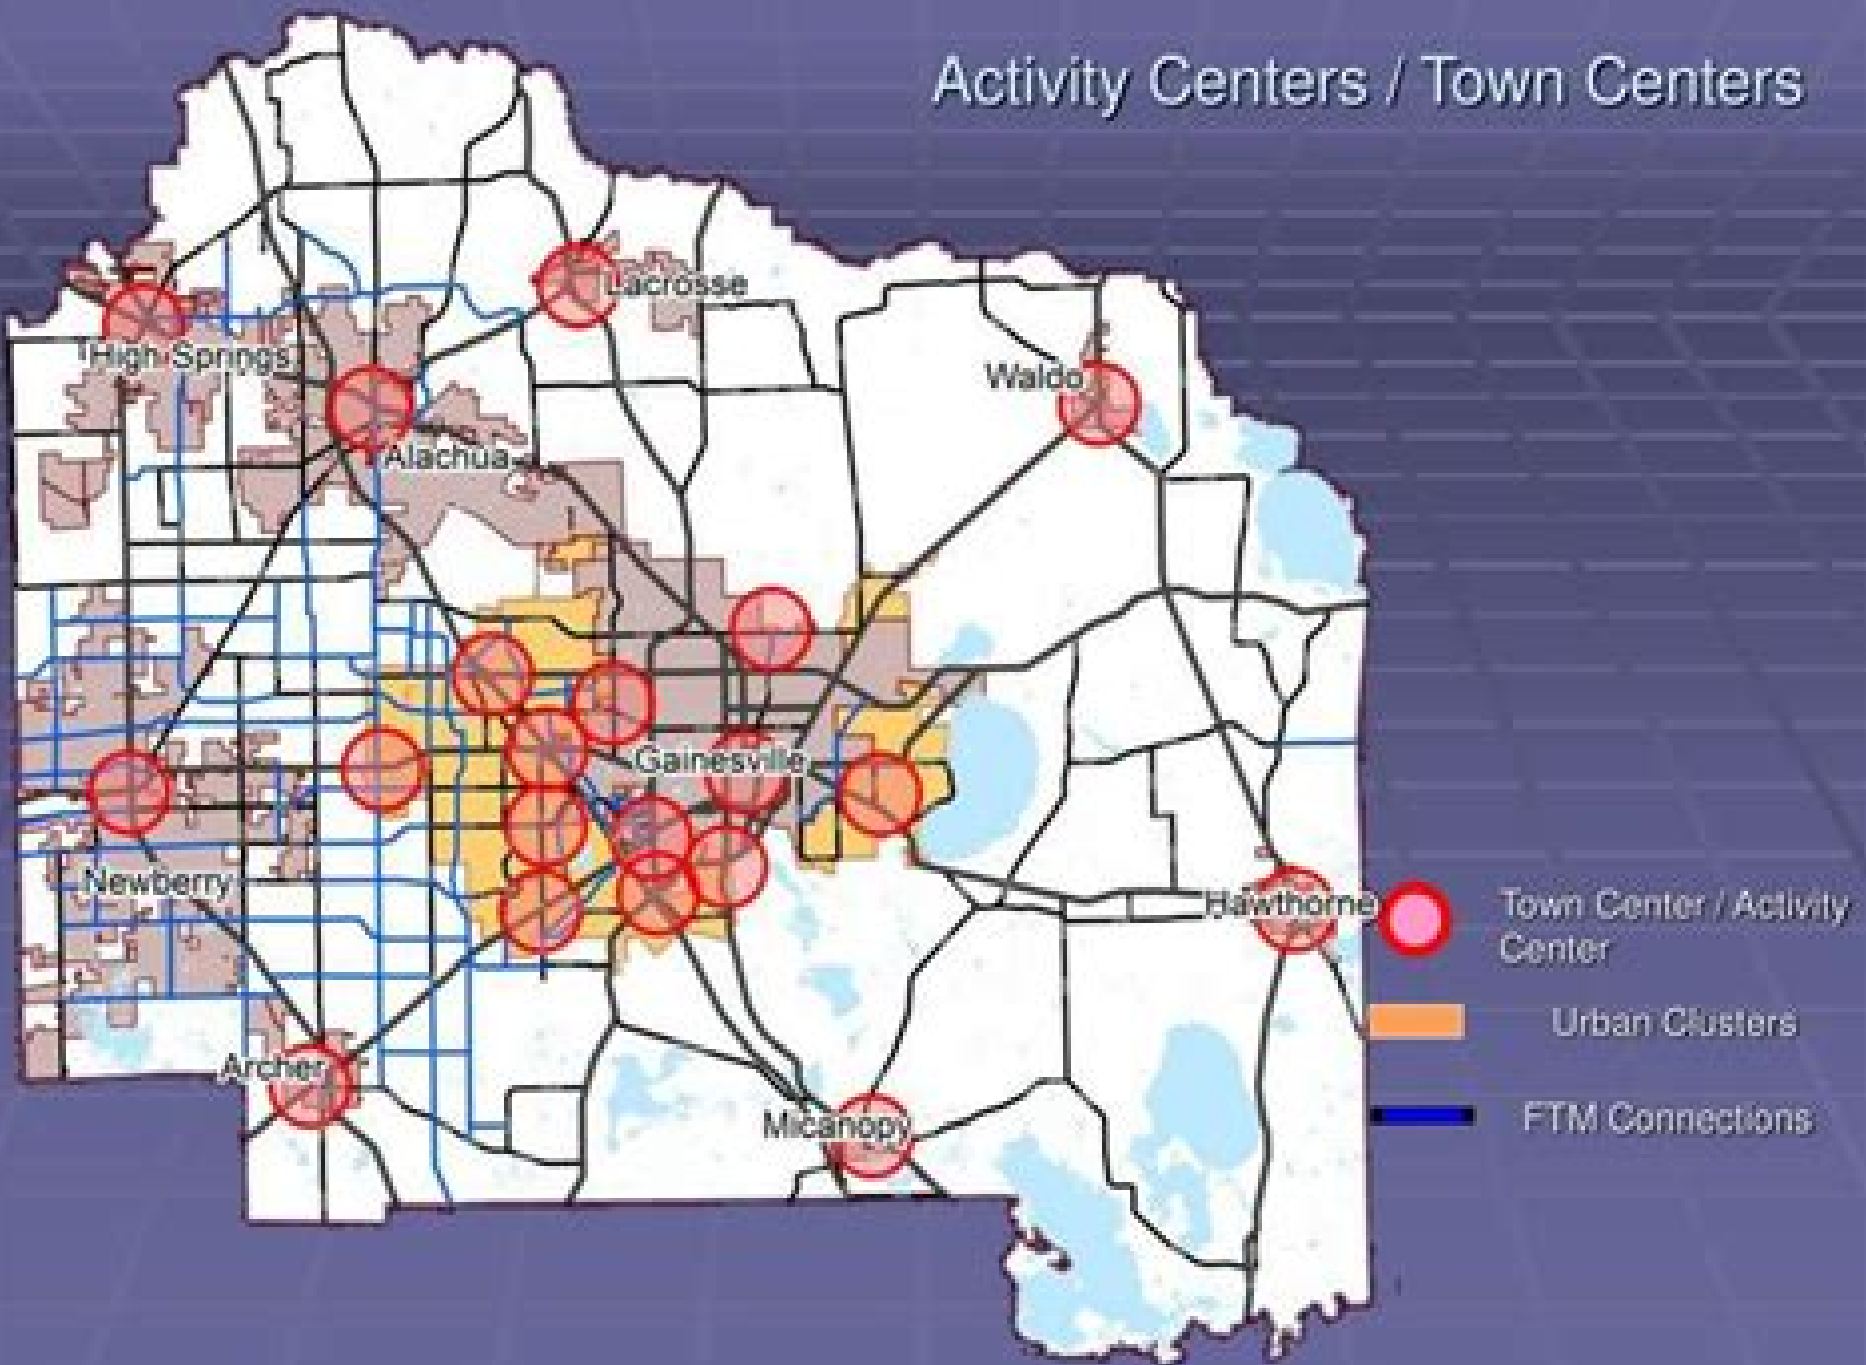 Activity Centers / Town Centers
Lacrosse
High Springs
Waldo
Alachua
Gainesville
Newberry
Hawthorne
Town Center / Activity
Center
Urban Clusters
Archer
FTM Connections
Micanopy